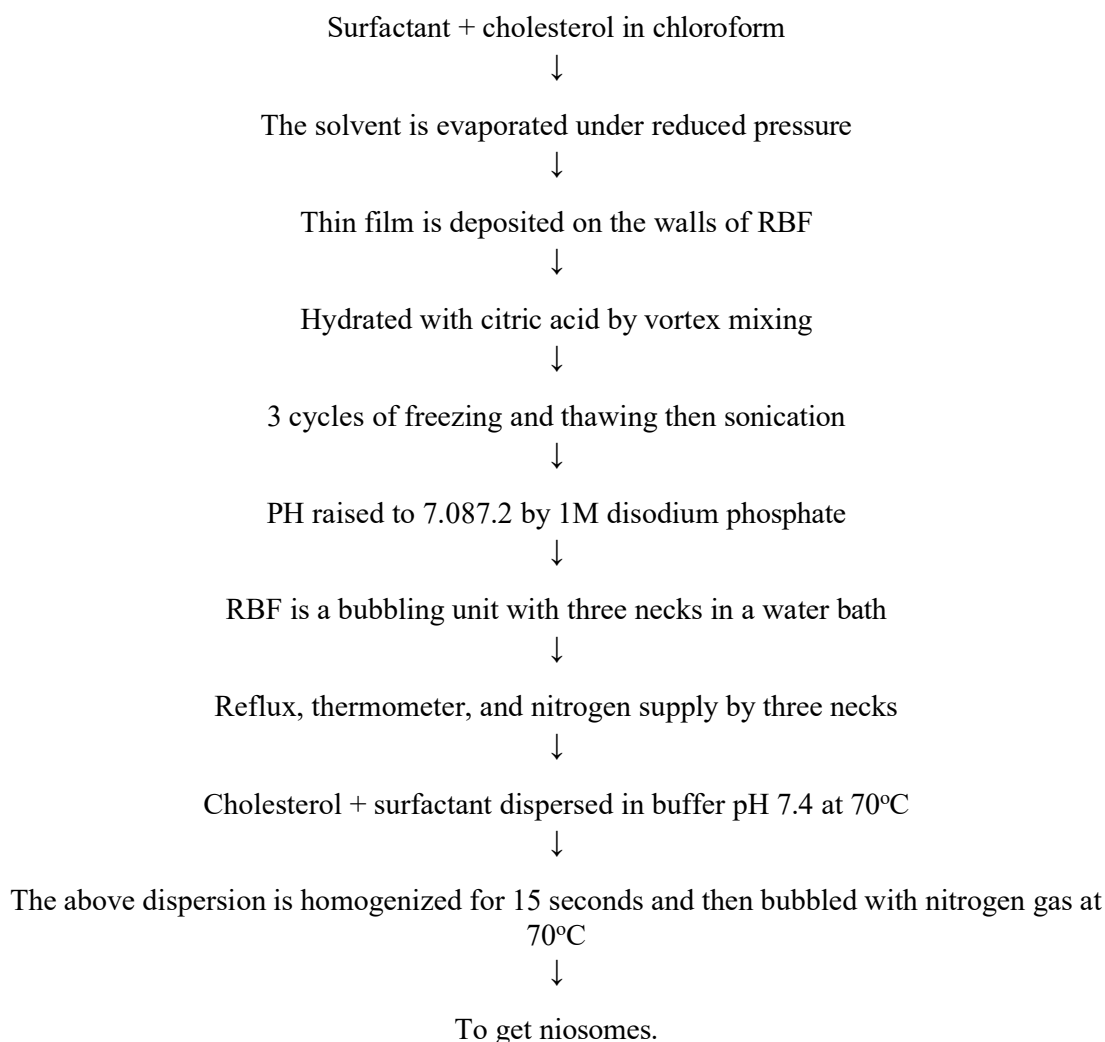 Surfactant + cholesterol in chloroform
↓
The solvent is evaporated under reduced pressure
↓
Thin film is deposited on the walls of RBF
↓
Hydrated with citric acid by vortex mixing
↓
3 cycles of freezing and thawing then sonication
↓
PH raised to 7.087.2 by 1M disodium phosphate
↓
RBF is a bubbling unit with three necks in a water bath
↓
Reflux, thermometer, and nitrogen supply by three necks
↓
Cholesterol + surfactant dispersed in buffer pH 7.4 at 70°C
↓
The above dispersion is homogenized for 15 seconds and then bubbled with nitrogen gas at
70°C
↓
To get niosomes.